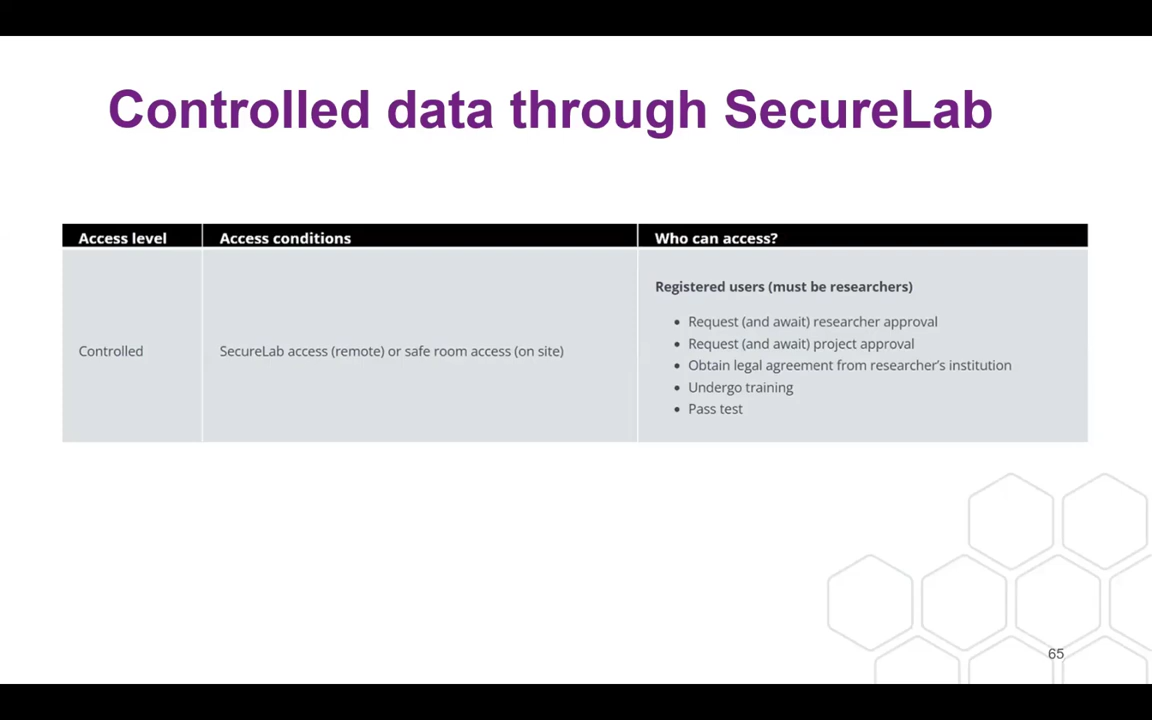 Controlled data through SecureLab
Access level
Access conditions
Who can access?
Controlled
SecureLab access (remote) or safe room access (on site)
Registered users (must be researchers)
• Request (and await) researcher approval
• Request (and await) project approval
• Obtain legal agreement from researcher’s institution
• Undergo training
• Pass test
65